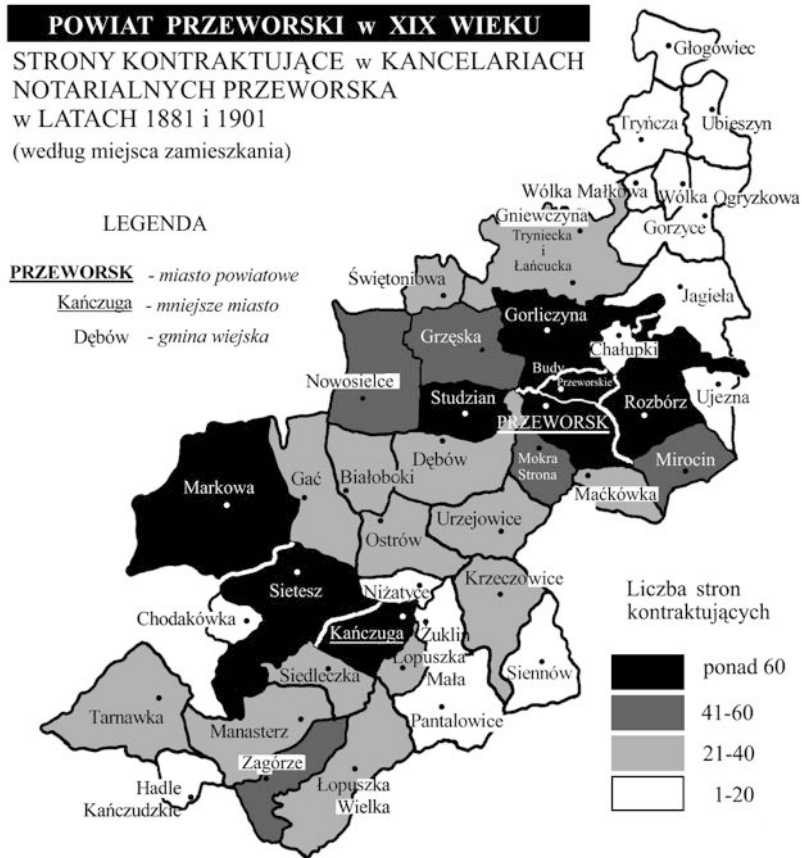 POWIAT PRZEWORSKI w XIX WIEKU
STRONY KONTRAKTUJĄCE w KANCELARIACH
NOTARIALNYCH PRZEWORSKA
w LATACH 1881 i 1901
(według miejsca zamieszkania)
LEGENDA
PRZEWORSK - miasto powiatowe
Kańczuga - mniejsze miasto
Dębów - gmina wiejska
Głogowiec
Tryńcza
Ubieszyn
Wólka Małkowa
Wólka Ogryzkowa
Gniewczyna
Tryniecka
i
Łańcucka
Gorzyce
Świętoniowa
Jagieła
Gorliczyna
Grzęska
Chałupki
Budy
Przeworskie
Nowosielce
Studzian
Rozbórz
Ujezna
PRZEWORSK
Dębów
Mokra
Strona
Mirocin
Markowa
Gać
Białoboki
Maćkówka
Urzejowice
Ostrów
Sietesz
Niżatyce
Krzeczowice
Chodakówka
Kańczuga
Żuklin
Łopuszka
Mała
Siedleczka
Siennów
Tarnawka
Manasterz
Pantalowice
Zagórze
Hadle
Kańczudzkie
Łopuszka
Wielka
Liczba stron
kontraktujących
ponad 60
41-60
21-40
1-20